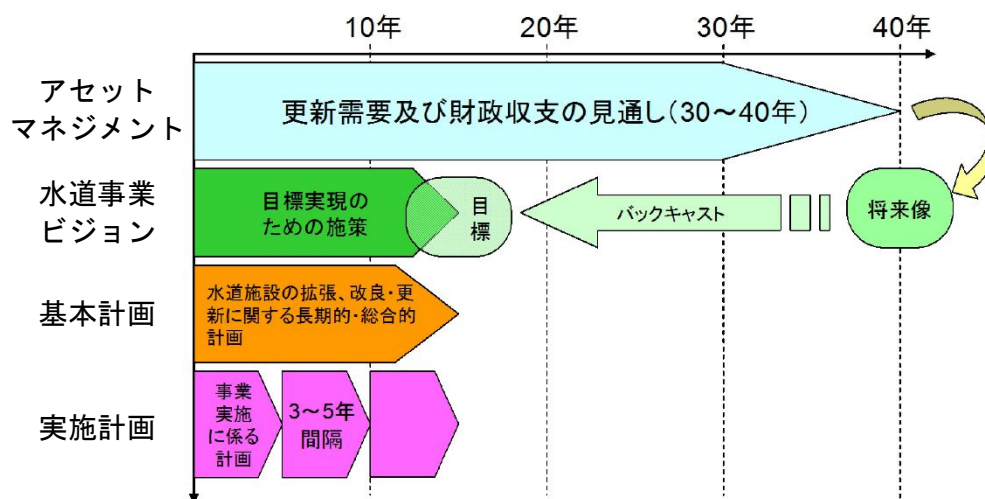 10年
20年
30年
40年
アセット
マネジメント
更新需要及び財政収支の見通し(30～40年)
水道事業
ビジョン
目標実現の
ための施策
目
標
バックキャスト
将来像
基本計画
水道施設の拡張、改良・更
新に関する長期的・総合的
計画
実施計画
事業
実施
に係る
計画
3～5年
間隔